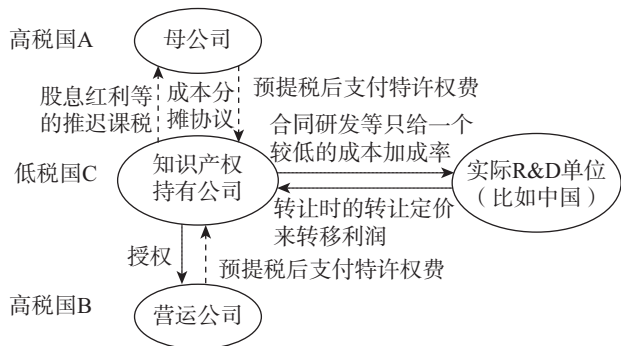 高税国A
母公司
股息红利等
的推迟课税
成本分
摊协议
预提税后支付特许权费
合同研发等只给一个
较低的成本加成率
低税国C
知识产权
持有公司
实际R&D单位
（比如中国）
转让时的转让定价
来转移利润
授权
预提税后支付特许权费
高税国B
营运公司